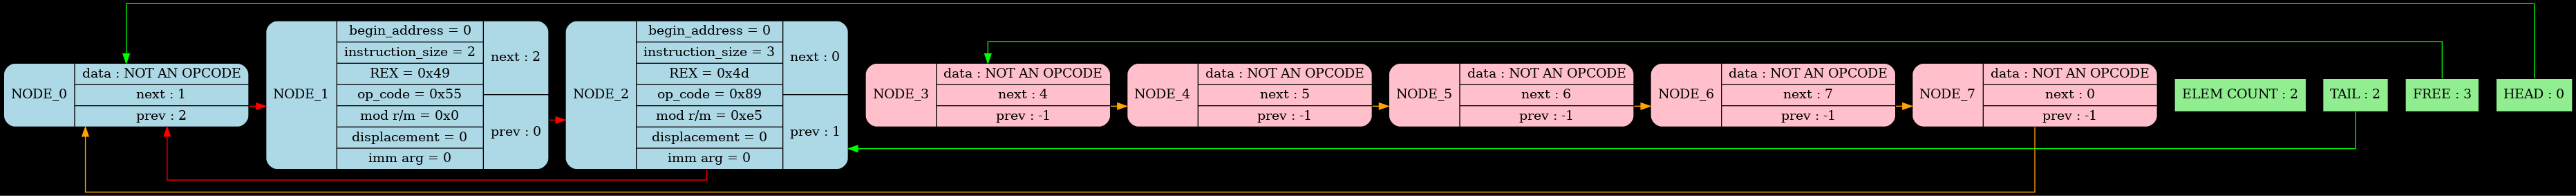 NODE_0
data : NOT AN OPCODE
next : 1
prev : 2
NODE_1
begin_address = 0
instruction_size = 2
REX = 0x49
op_code = 0x55
mod r/m = 0x0
displacement = 0
imm arg = 0
next : 2
prev : 0
NODE_2
begin_address = 0
instruction_size = 3
REX = 0x4d
op_code = 0x89
mod r/m = 0xe5
displacement = 0
imm arg = 0
next : 0
prev : 1
NODE_3
data : NOT AN OPCODE
next : 4
prev : -1
NODE_4
data : NOT AN OPCODE
next : 5
prev : -1
NODE_5
data : NOT AN OPCODE
next : 6
prev : -1
NODE_6
data : NOT AN OPCODE
next : 7
prev : -1
NODE_7
data : NOT AN OPCODE
next : 0
prev : -1
ELEM COUNT : 2
TAIL : 2
FREE : 3
HEAD : 0